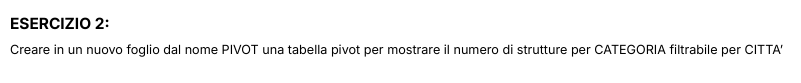 ESERCIZIO 2:
Creare in un nuovo foglio dal nome PIVOT una tabella pivot per mostrare il numero di strutture per CATEGORIA filtrabile per CITTA’